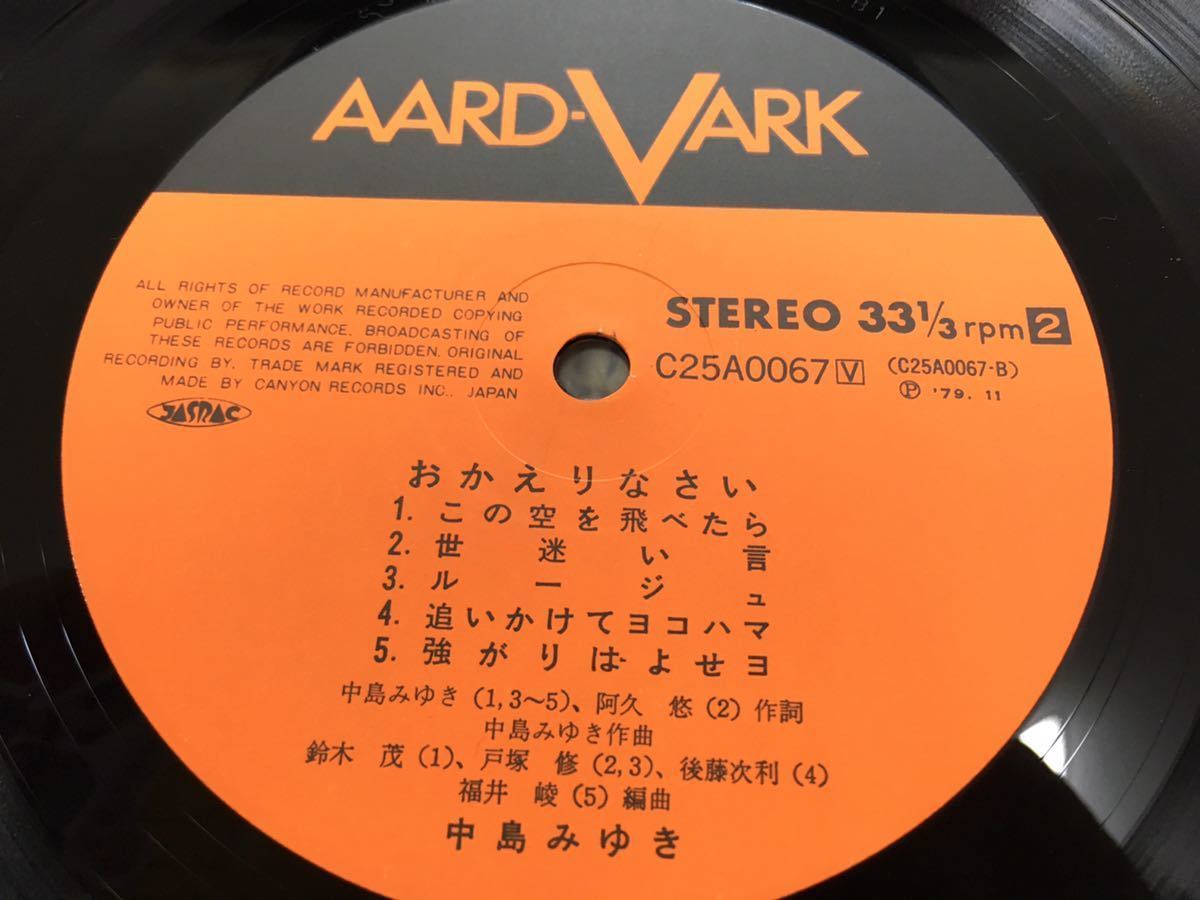 AARD-VARK
ALL RIGHTS OF RECORD MANUFACTURER AND
OWNER OF THE WORK RECORDED COPYING
PUBLIC PERFORMANCE. BROADCASTING OF
THESE RECORDS ARE FORBIDDEN. ORIGINAL
RECORDING BY. TRADE MARK REGISTERED AND
MADE BY CANYON RECORDS INC., JAPAN
JASRAC
STEREO 33 1/3 rpm 2
C25A0067 V (C25A0067-B)
Ⓟ '79. 11
おかえりなさい
1. この空を飛べたら
2. 世迷い言
3. ルージュ
4. 追いかけてヨコハマ
5. 強がりはよせヨ
中島みゆき(1,3~5)、阿久 悠(2)作詞
中島みゆき作曲
鈴木 茂(1)、戸塚 修(2,3)、後藤次利(4)
福井 崚(5)編曲
中島みゆき